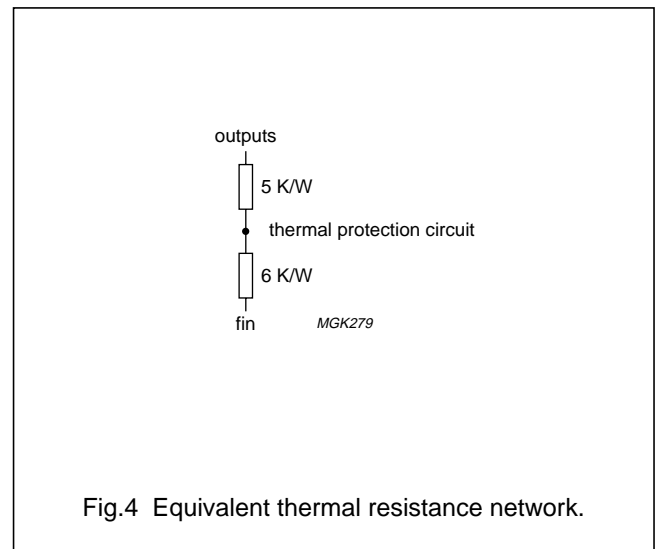 outputs
5 K/W
thermal protection circuit
6 K/W
fin MGK279
Fig.4 Equivalent thermal resistance network.